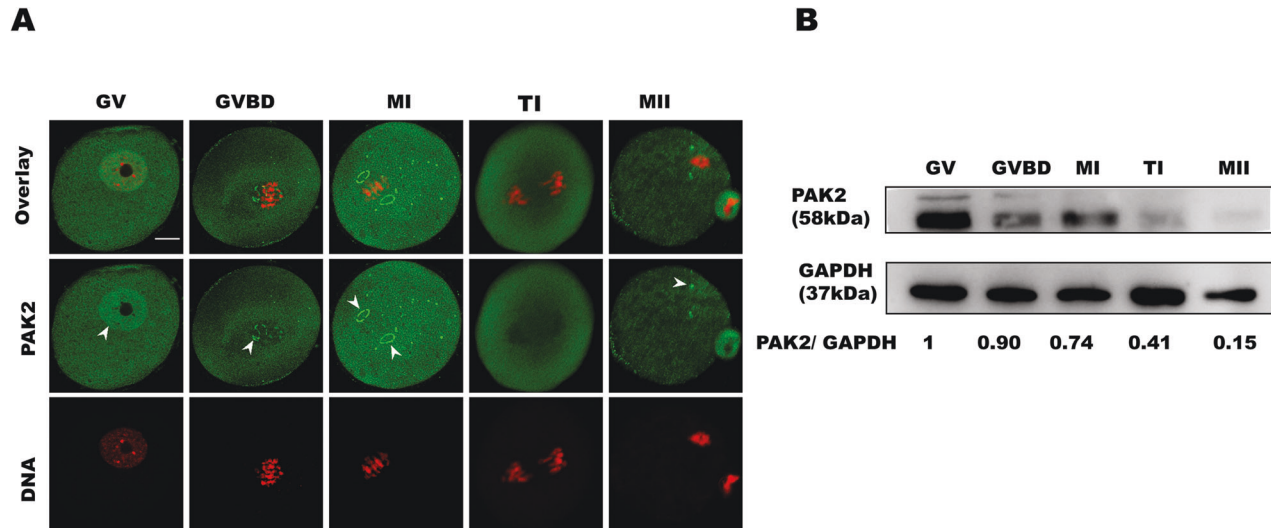 A
GV GVBD MI TI MII
Overlay
PAK2
DNA
B
GV GVBD MI TI MII
PAK2
(58kDa)
GAPDH
(37kDa)
PAK2/ GAPDH 1 0.90 0.74 0.41 0.15